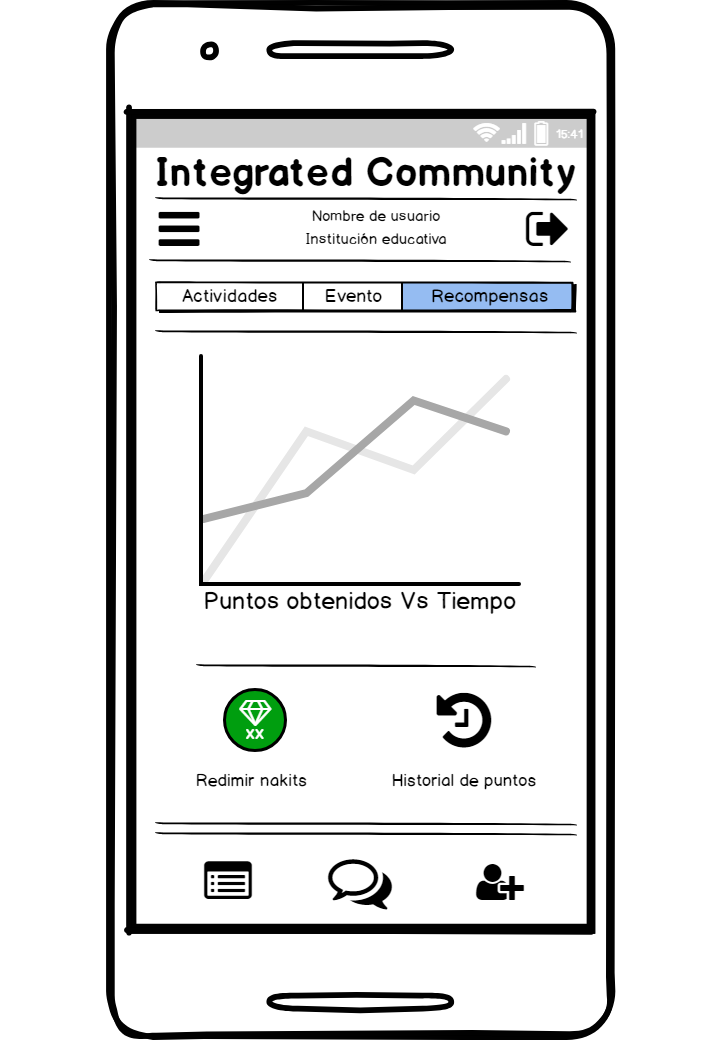 15:41
Integrated Community
Nombre de usuario
Institución educativa
Actividades Evento Recompensas
Puntos obtenidos Vs Tiempo
xx
Redimir nakits Historial de puntos